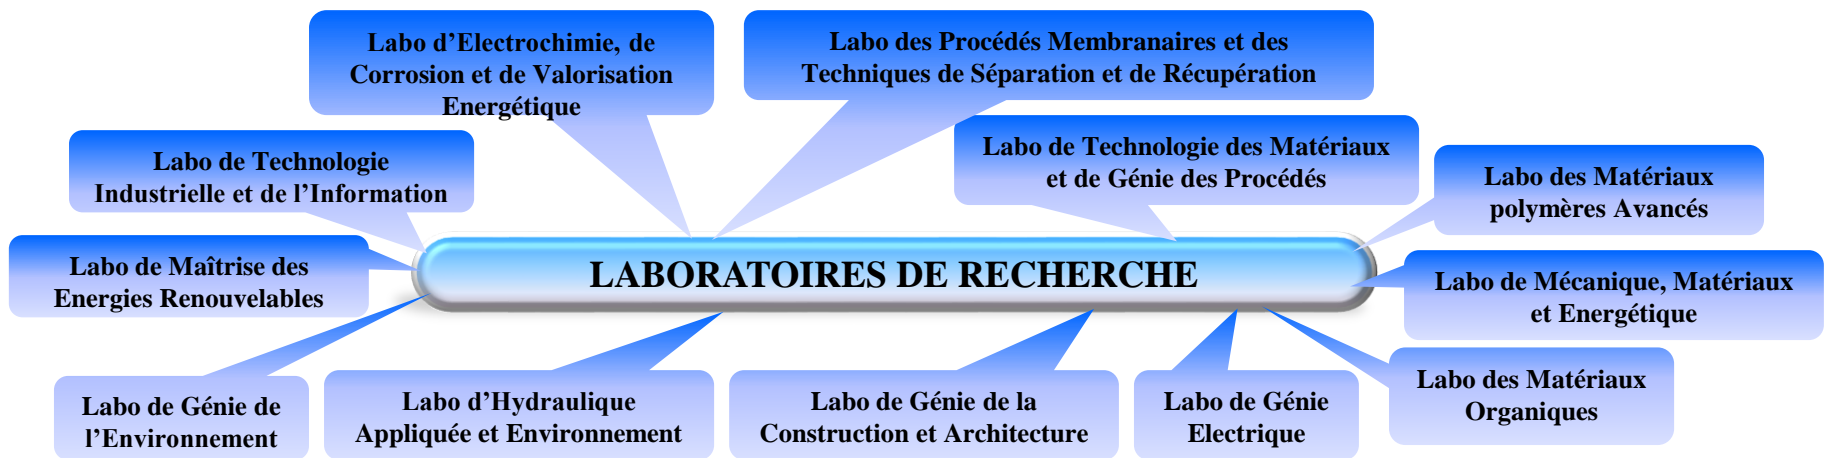 Labo d’Electrochimie, de
Corrosion et de Valorisation
Energétique
Labo des Procédés Membranaires et des
Techniques de Séparation et de Récupération
Labo de Technologie
Industrielle et de l’Information
Labo de Technologie des Matériaux
et de Génie des Procédés
Labo des Matériaux
polymères Avancés
Labo de Maîtrise des
Energies Renouvelables
LABORATOIRES DE RECHERCHE
Labo de Mécanique, Matériaux
et Energétique
Labo de Génie de
l’Environnement
Labo d’Hydraulique
Appliquée et Environnement
Labo de Génie de la
Construction et Architecture
Labo de Génie
Electrique
Labo des Matériaux
Organiques